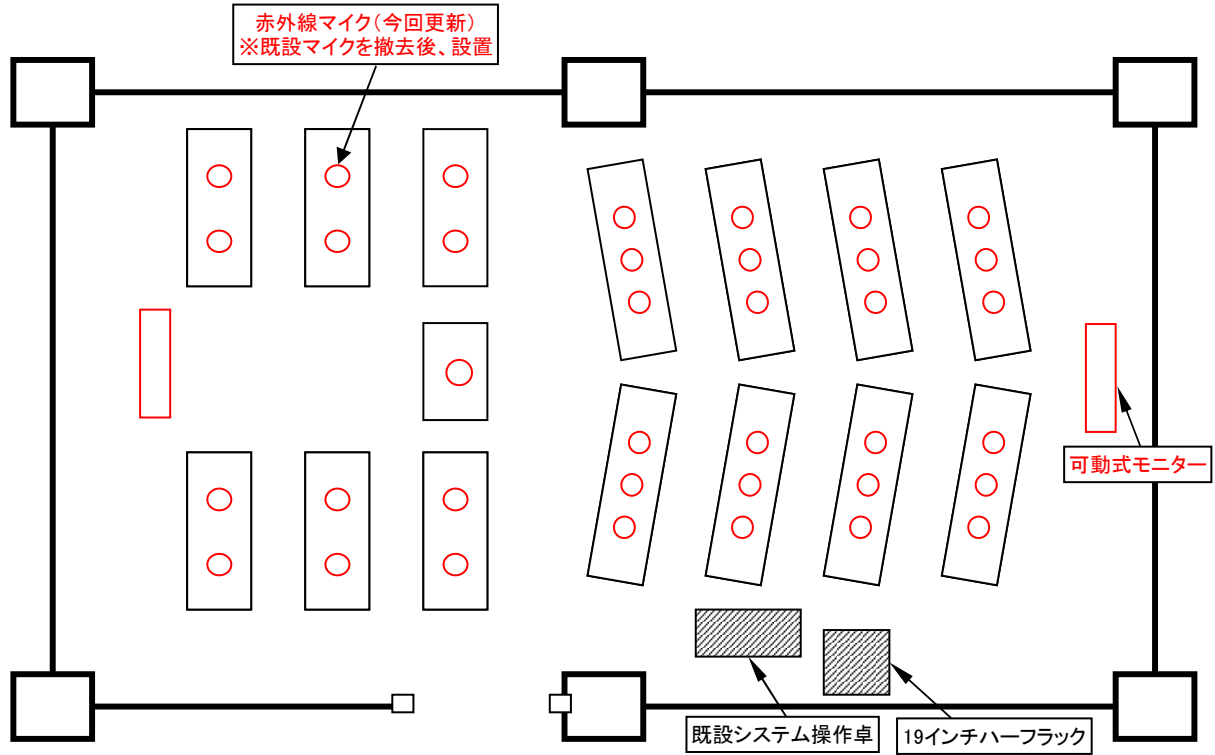 赤外線マイク(今回更新)
※既設マイクを撤去後、設置
可動式モニター
既設システム操作卓
19インチハーフラック